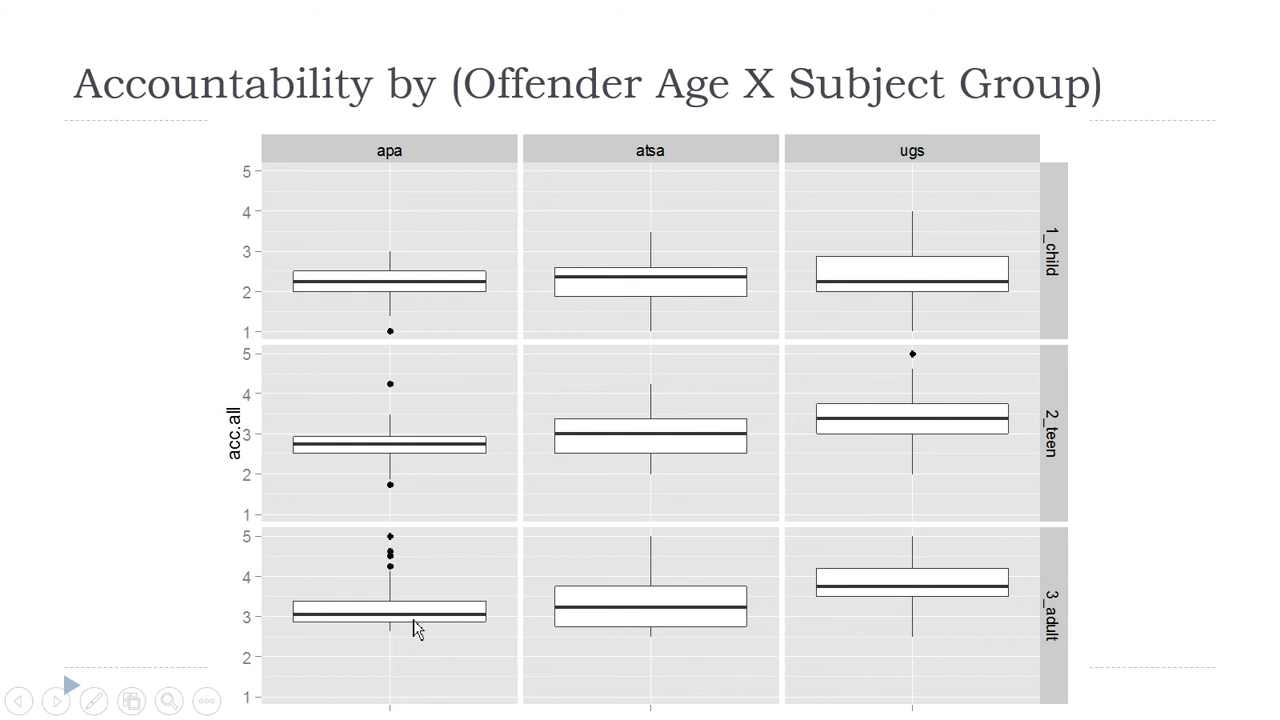 Accountability by (Offender Age X Subject Group)
apa atsa ugs
5
4
3
2
1
1_child
5
4
3
2
1
2_teen
acc.all
5
4
3
2
1
3_adult